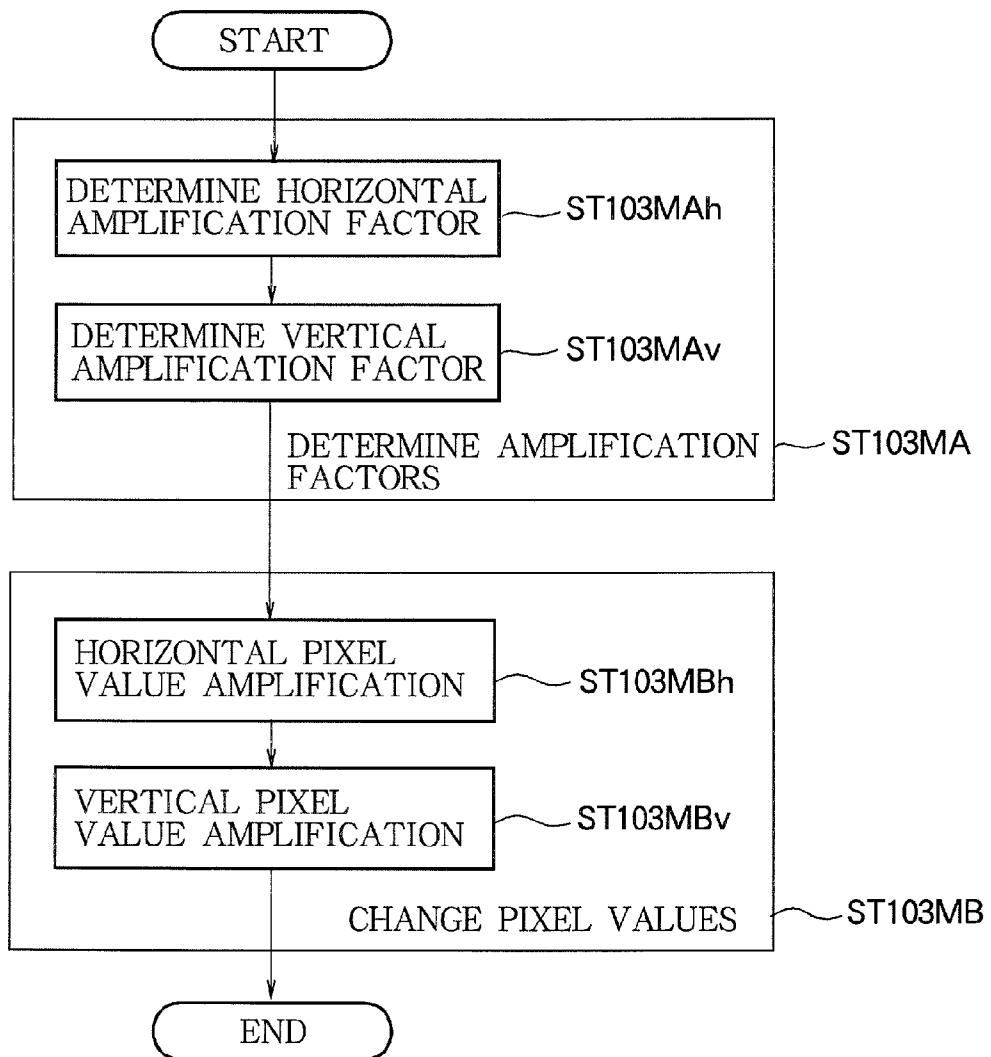 START
DETERMINE HORIZONTAL
AMPLIFICATION FACTOR
ST103MAh
DETERMINE VERTICAL
AMPLIFICATION FACTOR
ST103MAv
DETERMINE AMPLIFICATION
FACTORS
ST103MA
HORIZONTAL PIXEL
VALUE AMPLIFICATION
ST103MBh
VERTICAL PIXEL
VALUE AMPLIFICATION
ST103MBv
CHANGE PIXEL VALUES
ST103MB
END